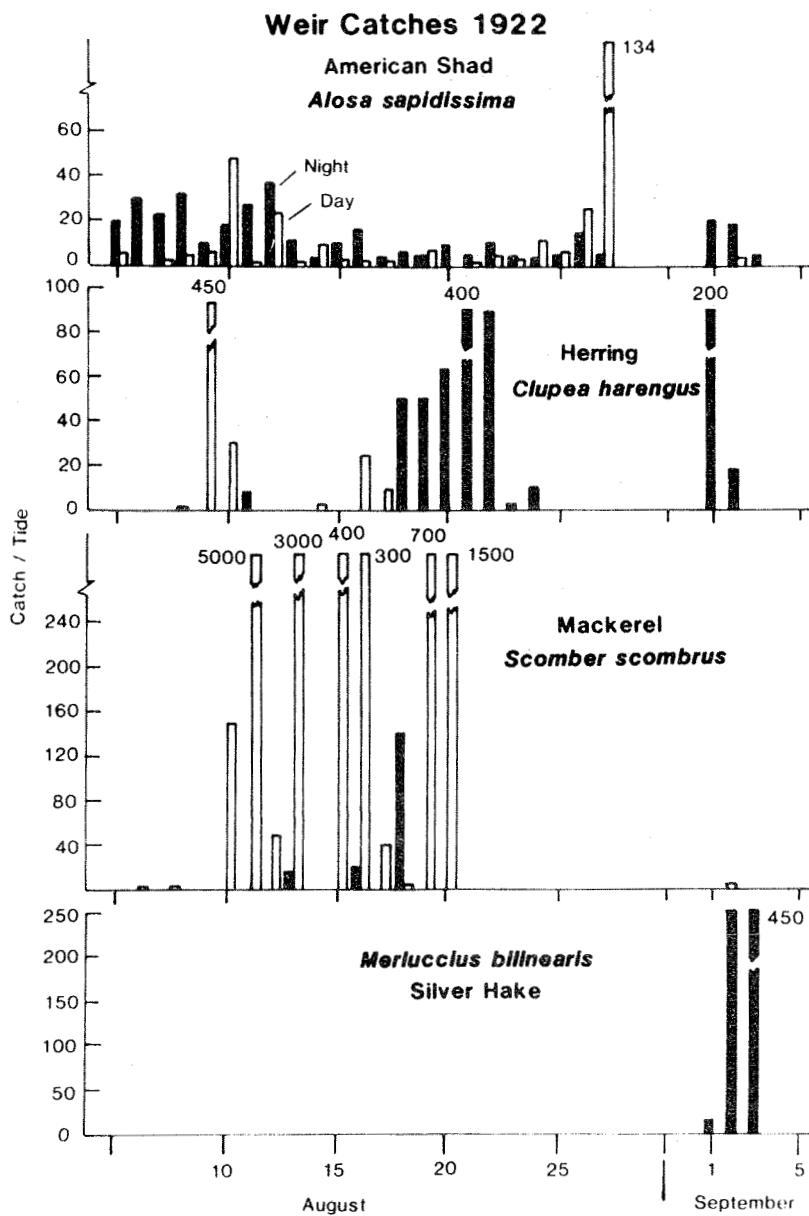 Weir Catches 1922
American Shad
Alosa sapidissima
134
60
40
20
0
Night
Day
100
80
60
40
20
0
450
400
200
Herring
Clupea harengus
Catch / Tide
240
200
160
120
80
40
5000
3000
400
300
700
1500
Mackerel
Scomber scombrus
250
200
150
100
50
0
450
Merluccius bilinearis
Silver Hake
5 10 15 20 25 1 5
August September